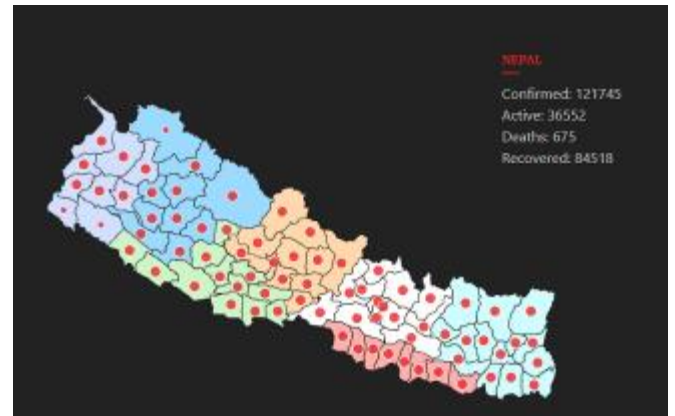 NEPAL
Confirmed: 121745
Active: 36552
Deaths: 675
Recovered: 84518